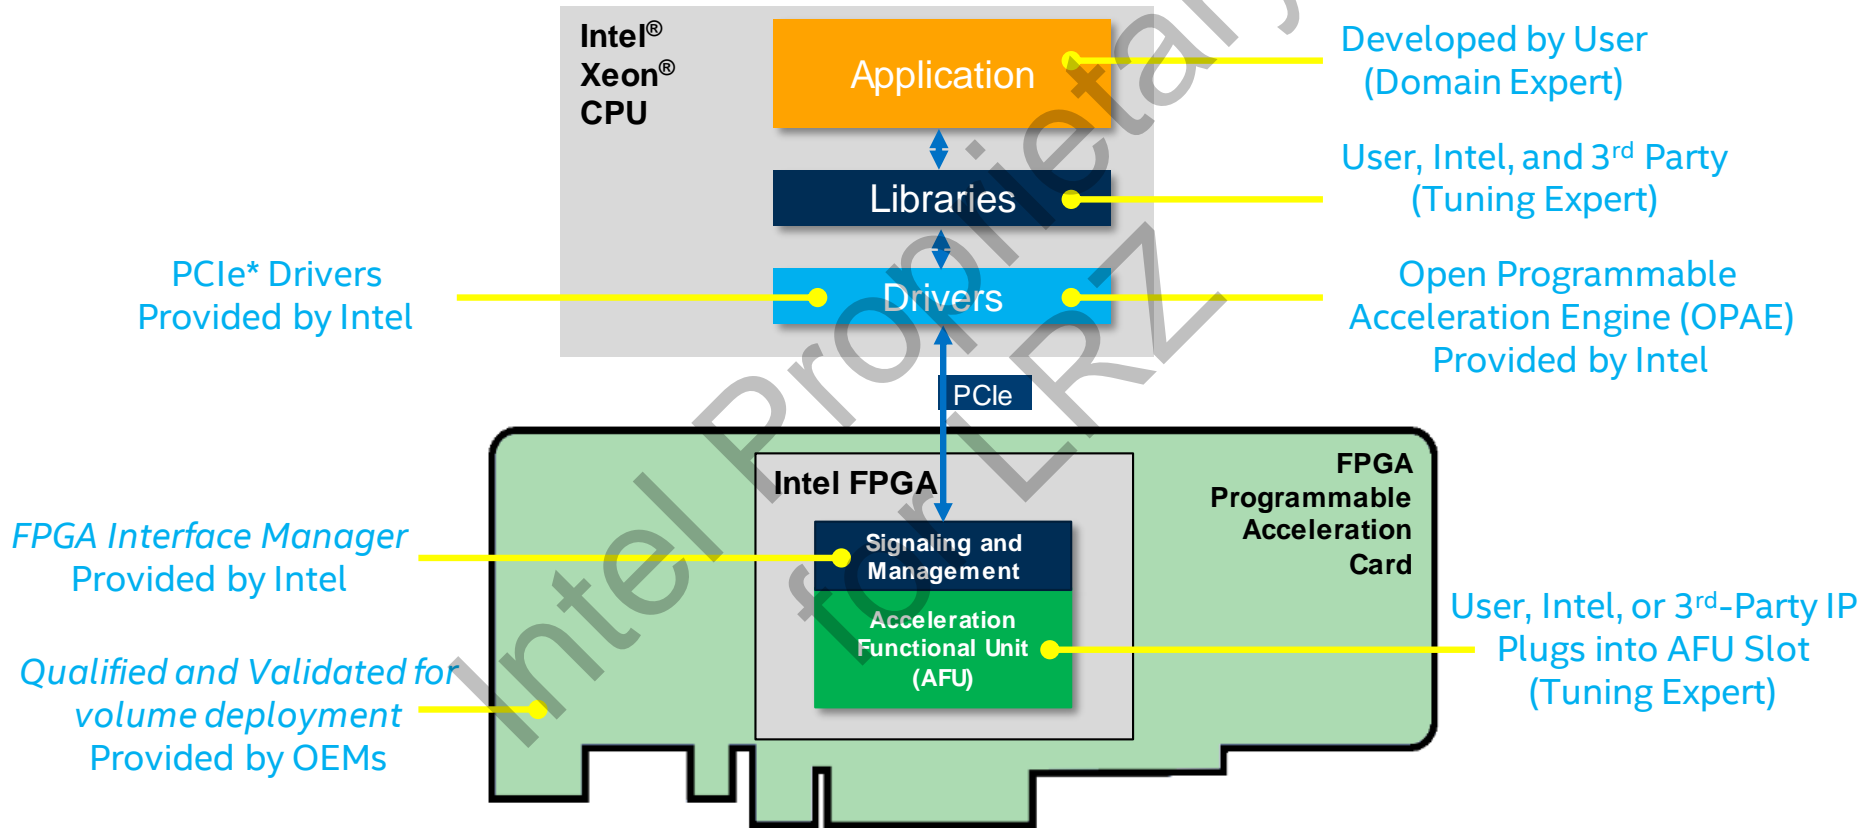 Intel®
Xeon®
CPU
Application
Developed by User
(Domain Expert)
Libraries
User, Intel, and 3rd Party
(Tuning Expert)
PCIe* Drivers
Provided by Intel
Drivers
Open Programmable
Acceleration Engine (OPAE)
Provided by Intel
PCIe
Intel FPGA
FPGA
Programmable
Acceleration
Card
FPGA Interface Manager
Provided by Intel
Signaling and
Management
Acceleration
Functional Unit
(AFU)
User, Intel, or 3rd-Party IP
Plugs into AFU Slot
(Tuning Expert)
Qualified and Validated for
volume deployment
Provided by OEMs
Intel Proprietary
for LRZ